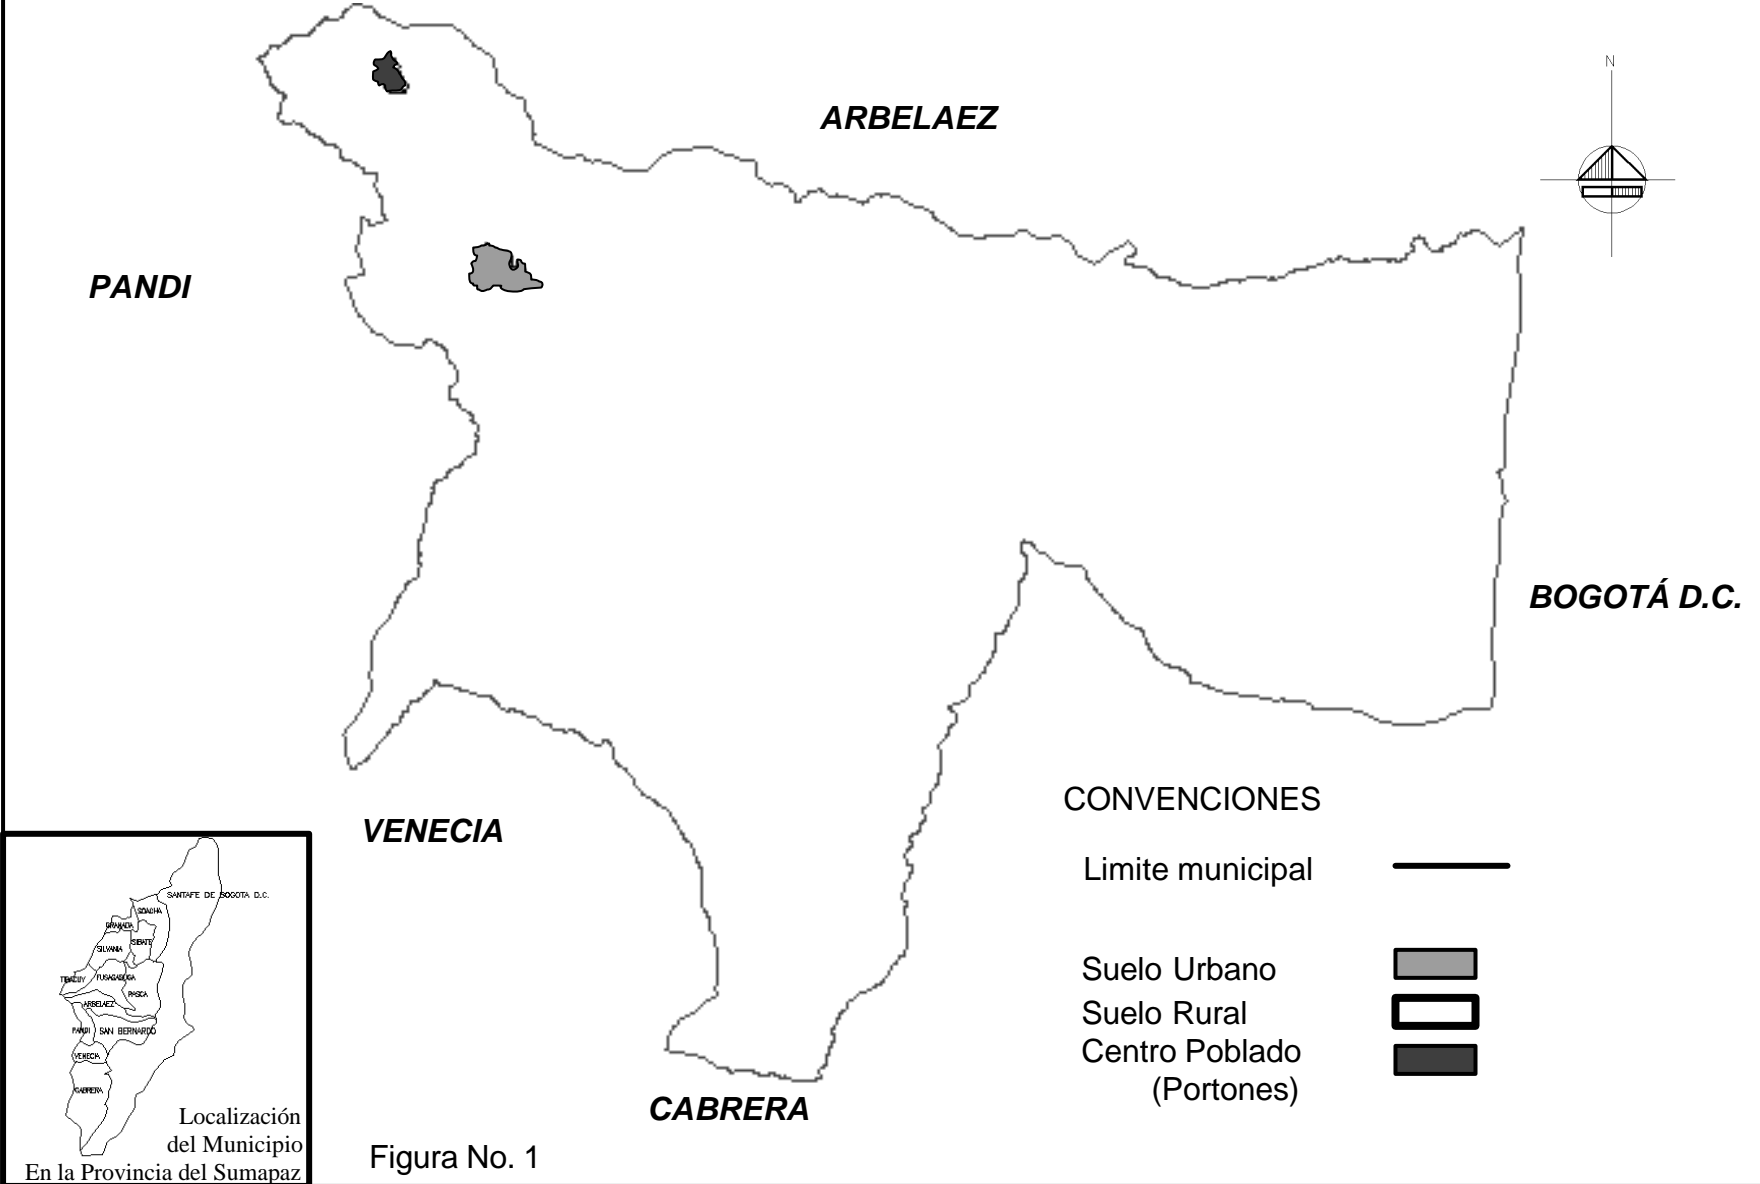 N
ARBELAEZ
PANDI
BOGOTÁ D.C.
VENECIA
CABRERA
CONVENCIONES
Limite municipal
Suelo Urbano
Suelo Rural
Centro Poblado
(Portones)
SANTAFE DE BOGOTA D.C.
SOACHA
GRANADA
SIBATE
SILVANIA
TIBACUY
FUSAGASUGA
PASCA
ARBELAEZ
PANDI
SAN BERNARDO
VENECIA
CABRERA
Localización
del Municipio
En la Provincia del Sumapaz
Figura No. 1